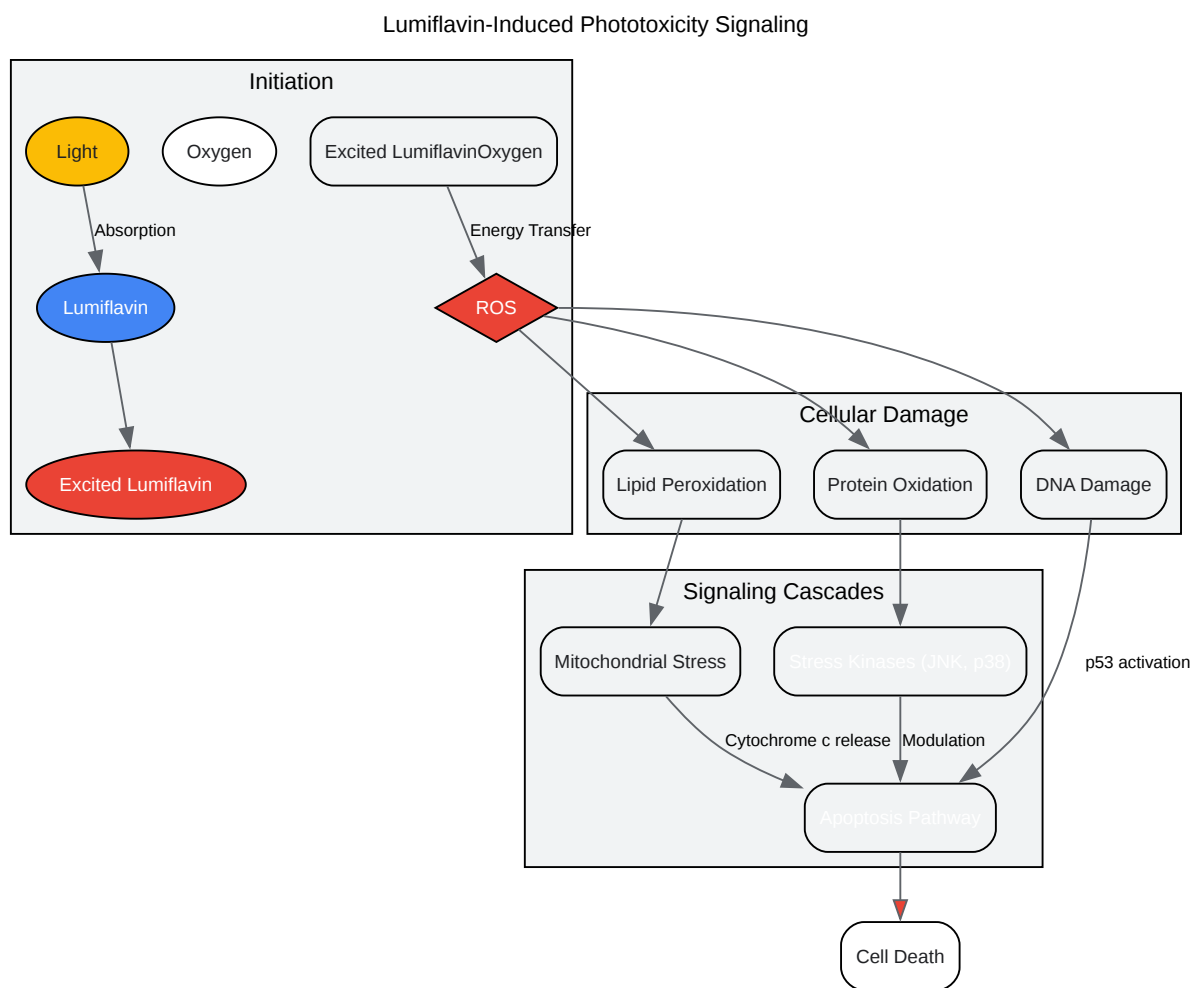 Lumiflavin-Induced Phototoxicity Signaling
Initiation
Light
Oxygen
Excited LumiflavinOxygen
Absorption
Energy Transfer
Lumiflavin
ROS
Cellular Damage
Excited Lumiflavin
Lipid Peroxidation
Protein Oxidation
DNA Damage
Signaling Cascades
Mitochondrial Stress
Stress Kinases (JNK, p38)
p53 activation
Cytochrome c release
Modulation
Apoptosis Pathway
Cell Death